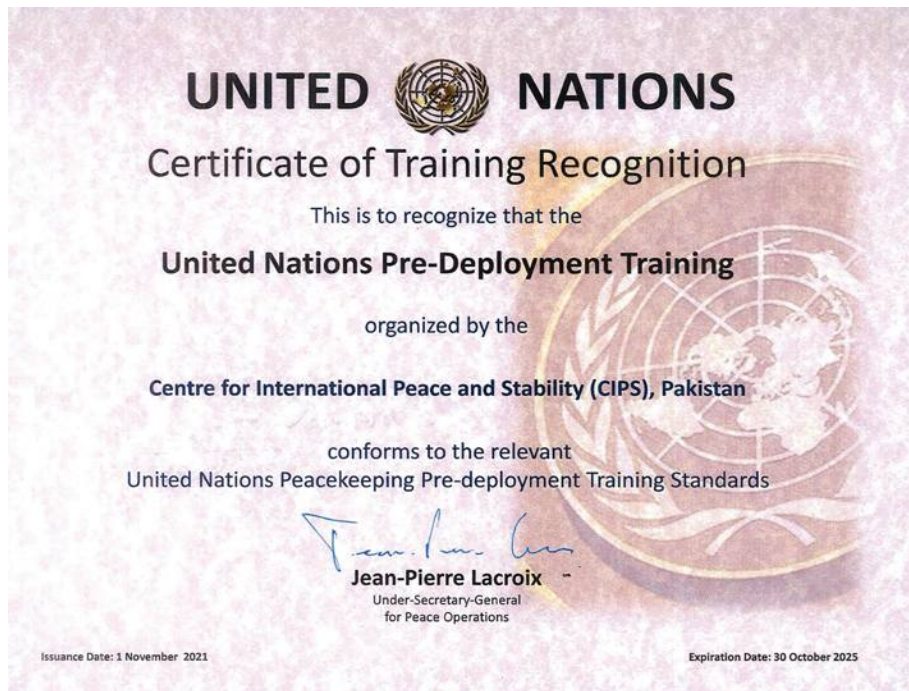 UNITED NATIONS
Certificate of Training Recognition
This is to recognize that the
United Nations Pre-Deployment Training
organized by the
Centre for International Peace and Stability (CIPS), Pakistan
conforms to the relevant
United Nations Peacekeeping Pre-deployment Training Standards
Jean-Pierre Lacroix
Under-Secretary-General
for Peace Operations
Issuance Date: 1 November 2021
Expiration Date: 30 October 2025